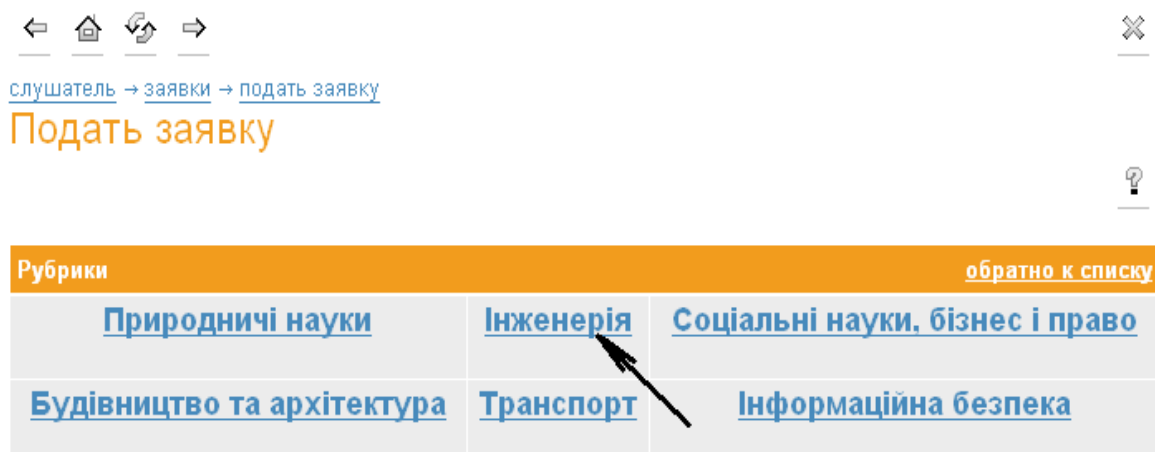 слушатель → заявки → подать заявку
Подать заявку
Рубрики обратно к списку
Природничі науки Інженерія Соціальні науки, бізнес і право
Будівництво та архітектура Транспорт Інформаційна безпека